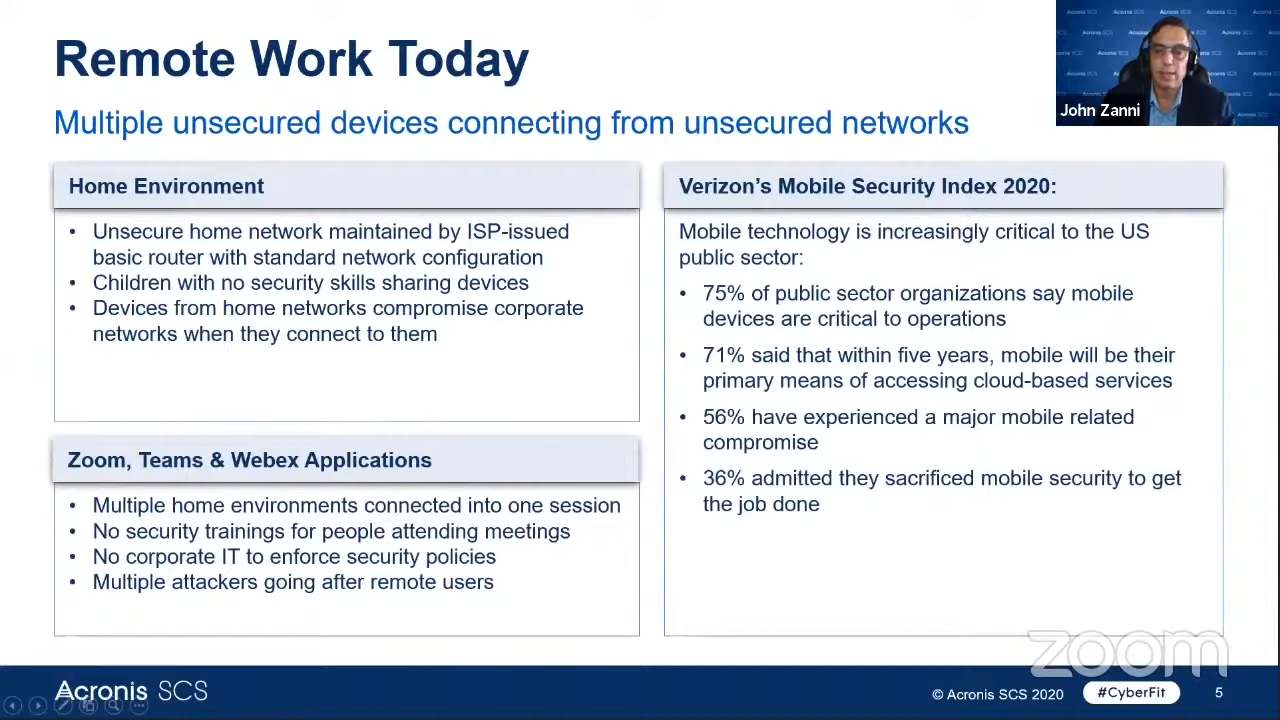 Remote Work Today
Multiple unsecured devices connecting from unsecured networks
John Zanni
Home Environment
• Unsecure home network maintained by ISP-issued
basic router with standard network configuration
• Children with no security skills sharing devices
• Devices from home networks compromise corporate
networks when they connect to them
Zoom, Teams & Webex Applications
• Multiple home environments connected into one session
• No security trainings for people attending meetings
• No corporate IT to enforce security policies
• Multiple attackers going after remote users
Verizon’s Mobile Security Index 2020:
Mobile technology is increasingly critical to the US
public sector:
• 75% of public sector organizations say mobile
devices are critical to operations
• 71% said that within five years, mobile will be their
primary means of accessing cloud-based services
• 56% have experienced a major mobile related
compromise
• 36% admitted they sacrificed mobile security to get
the job done
zoom
Acronis SCS
© Acronis SCS 2020
#CyberFit
5